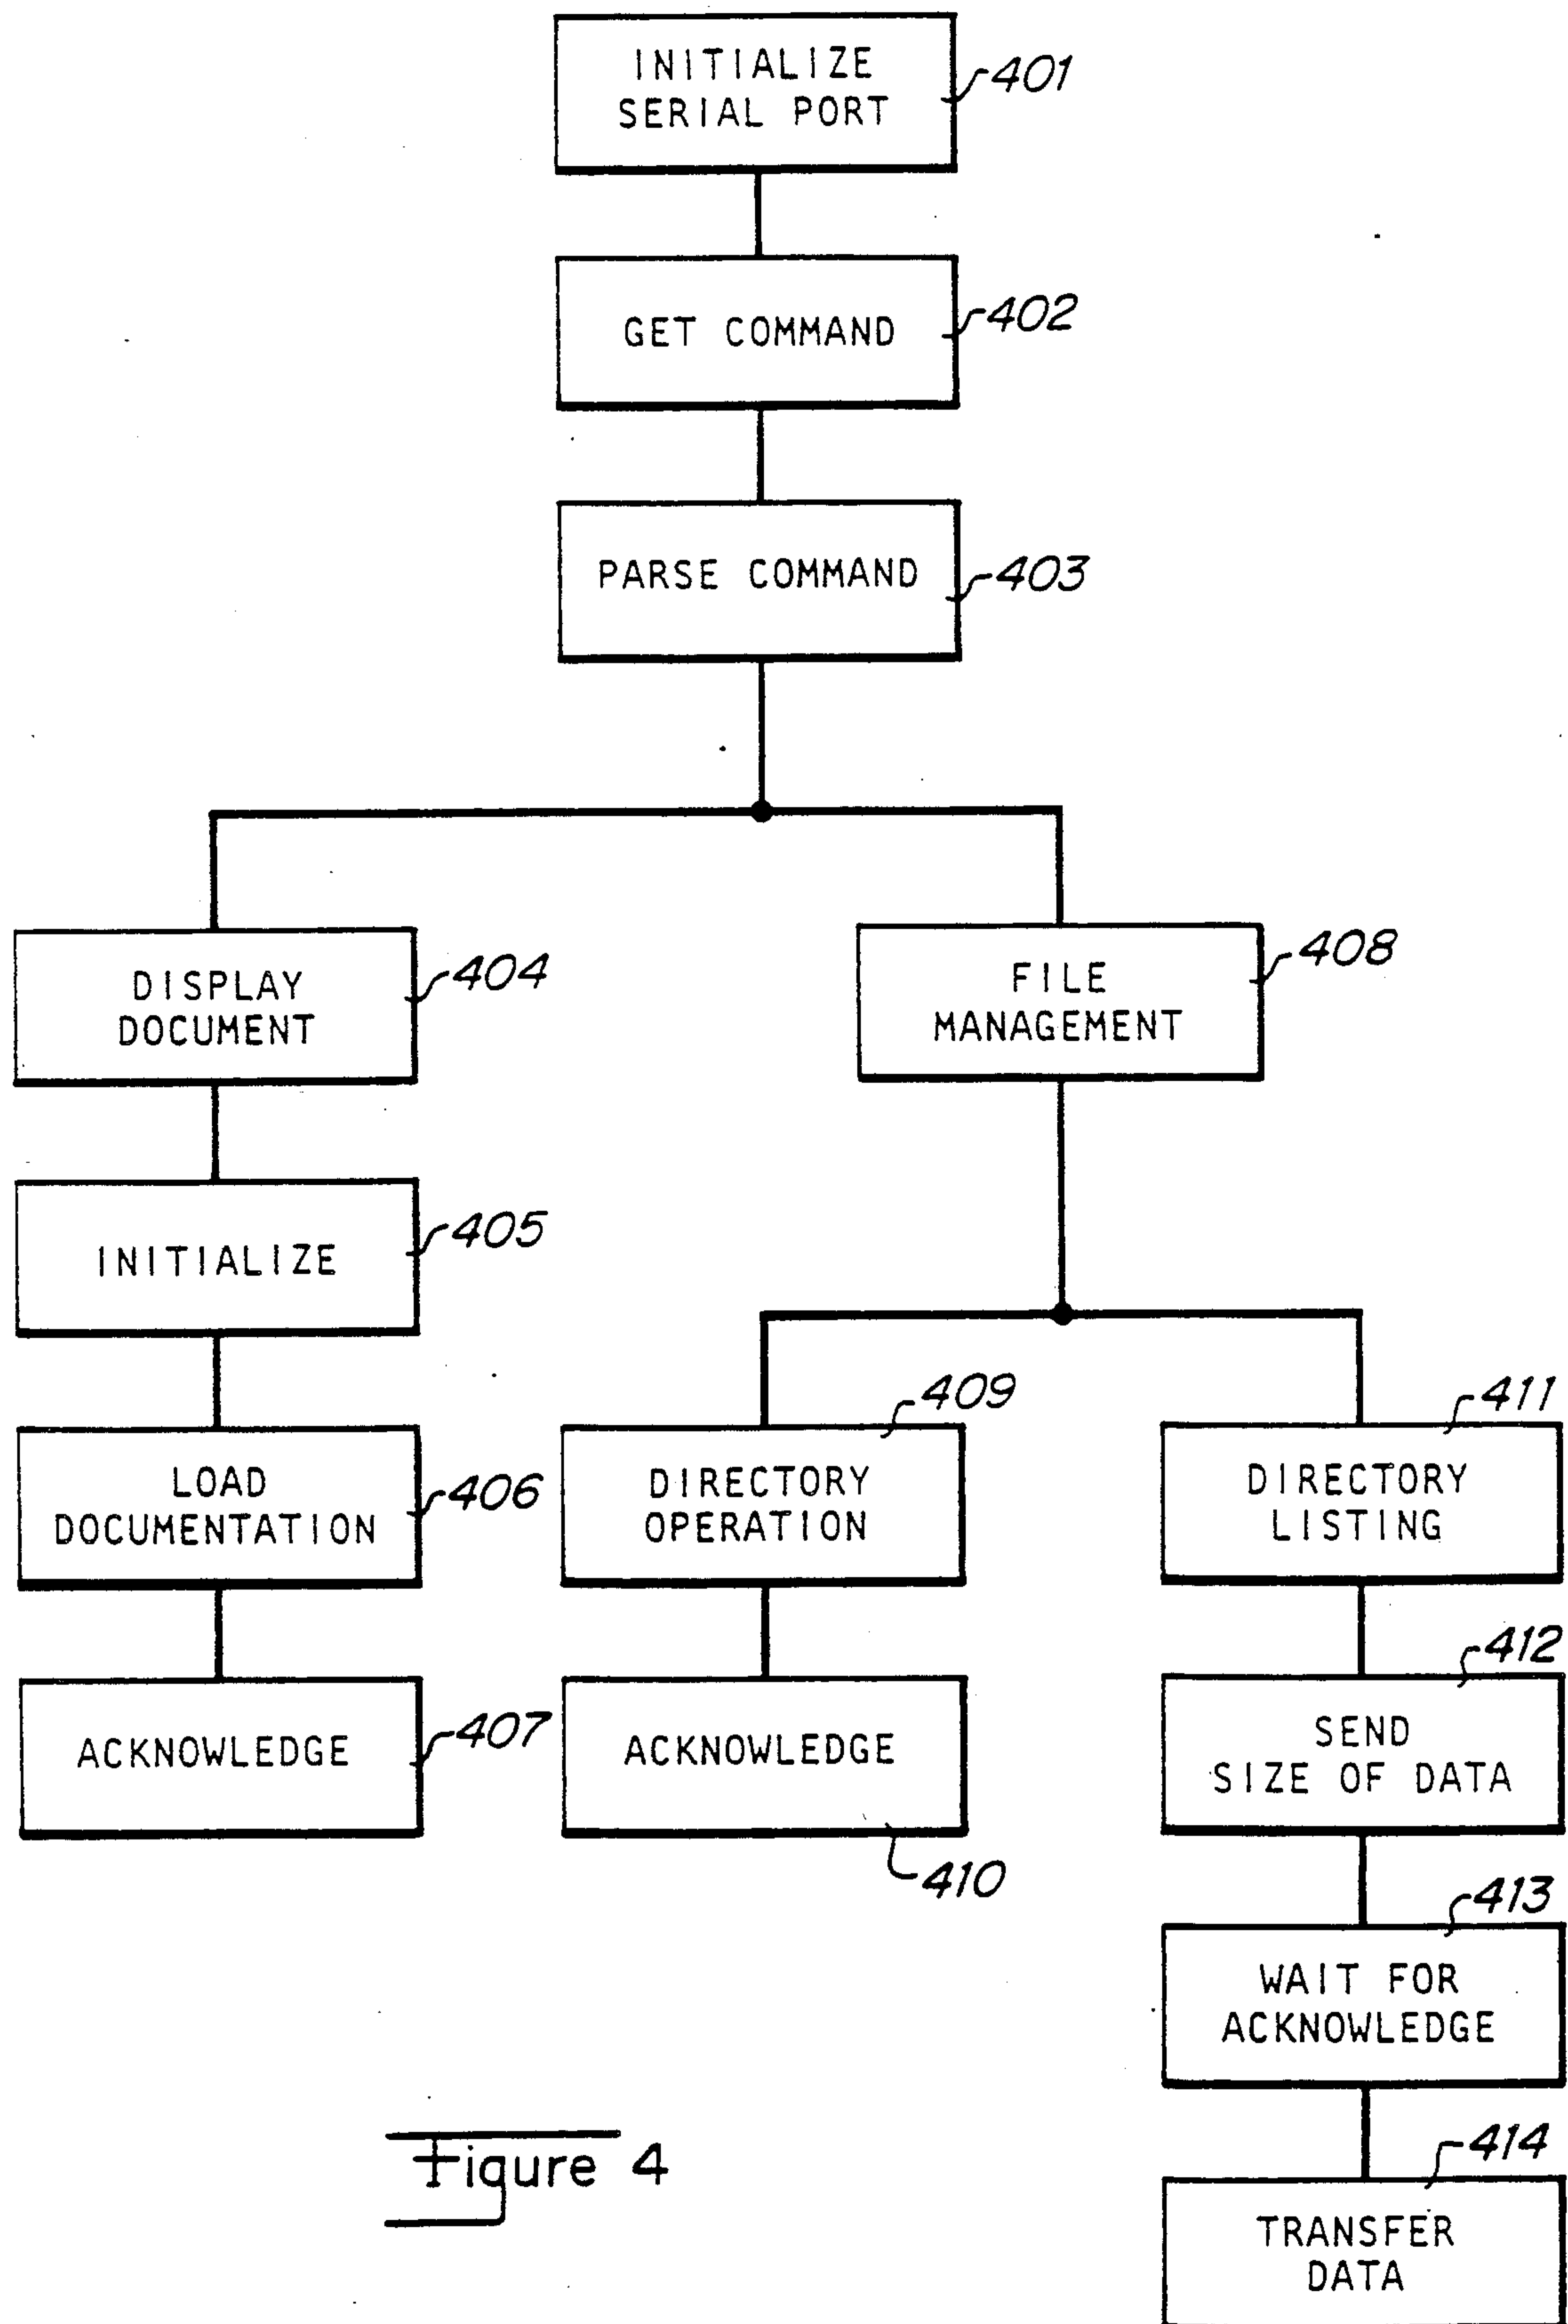 INITIALIZE
SERIAL PORT
401
GET COMMAND
402
PARSE COMMAND
403
DISPLAY
DOCUMENT
404
FILE
MANAGEMENT
408
INITIALIZE
405
LOAD
DOCUMENTATION
406
DIRECTORY
OPERATION
409
DIRECTORY
LISTING
411
ACKNOWLEDGE
407
ACKNOWLEDGE
410
SEND
SIZE OF DATA
412
WAIT FOR
ACKNOWLEDGE
413
TRANSFER
DATA
414
Figure 4